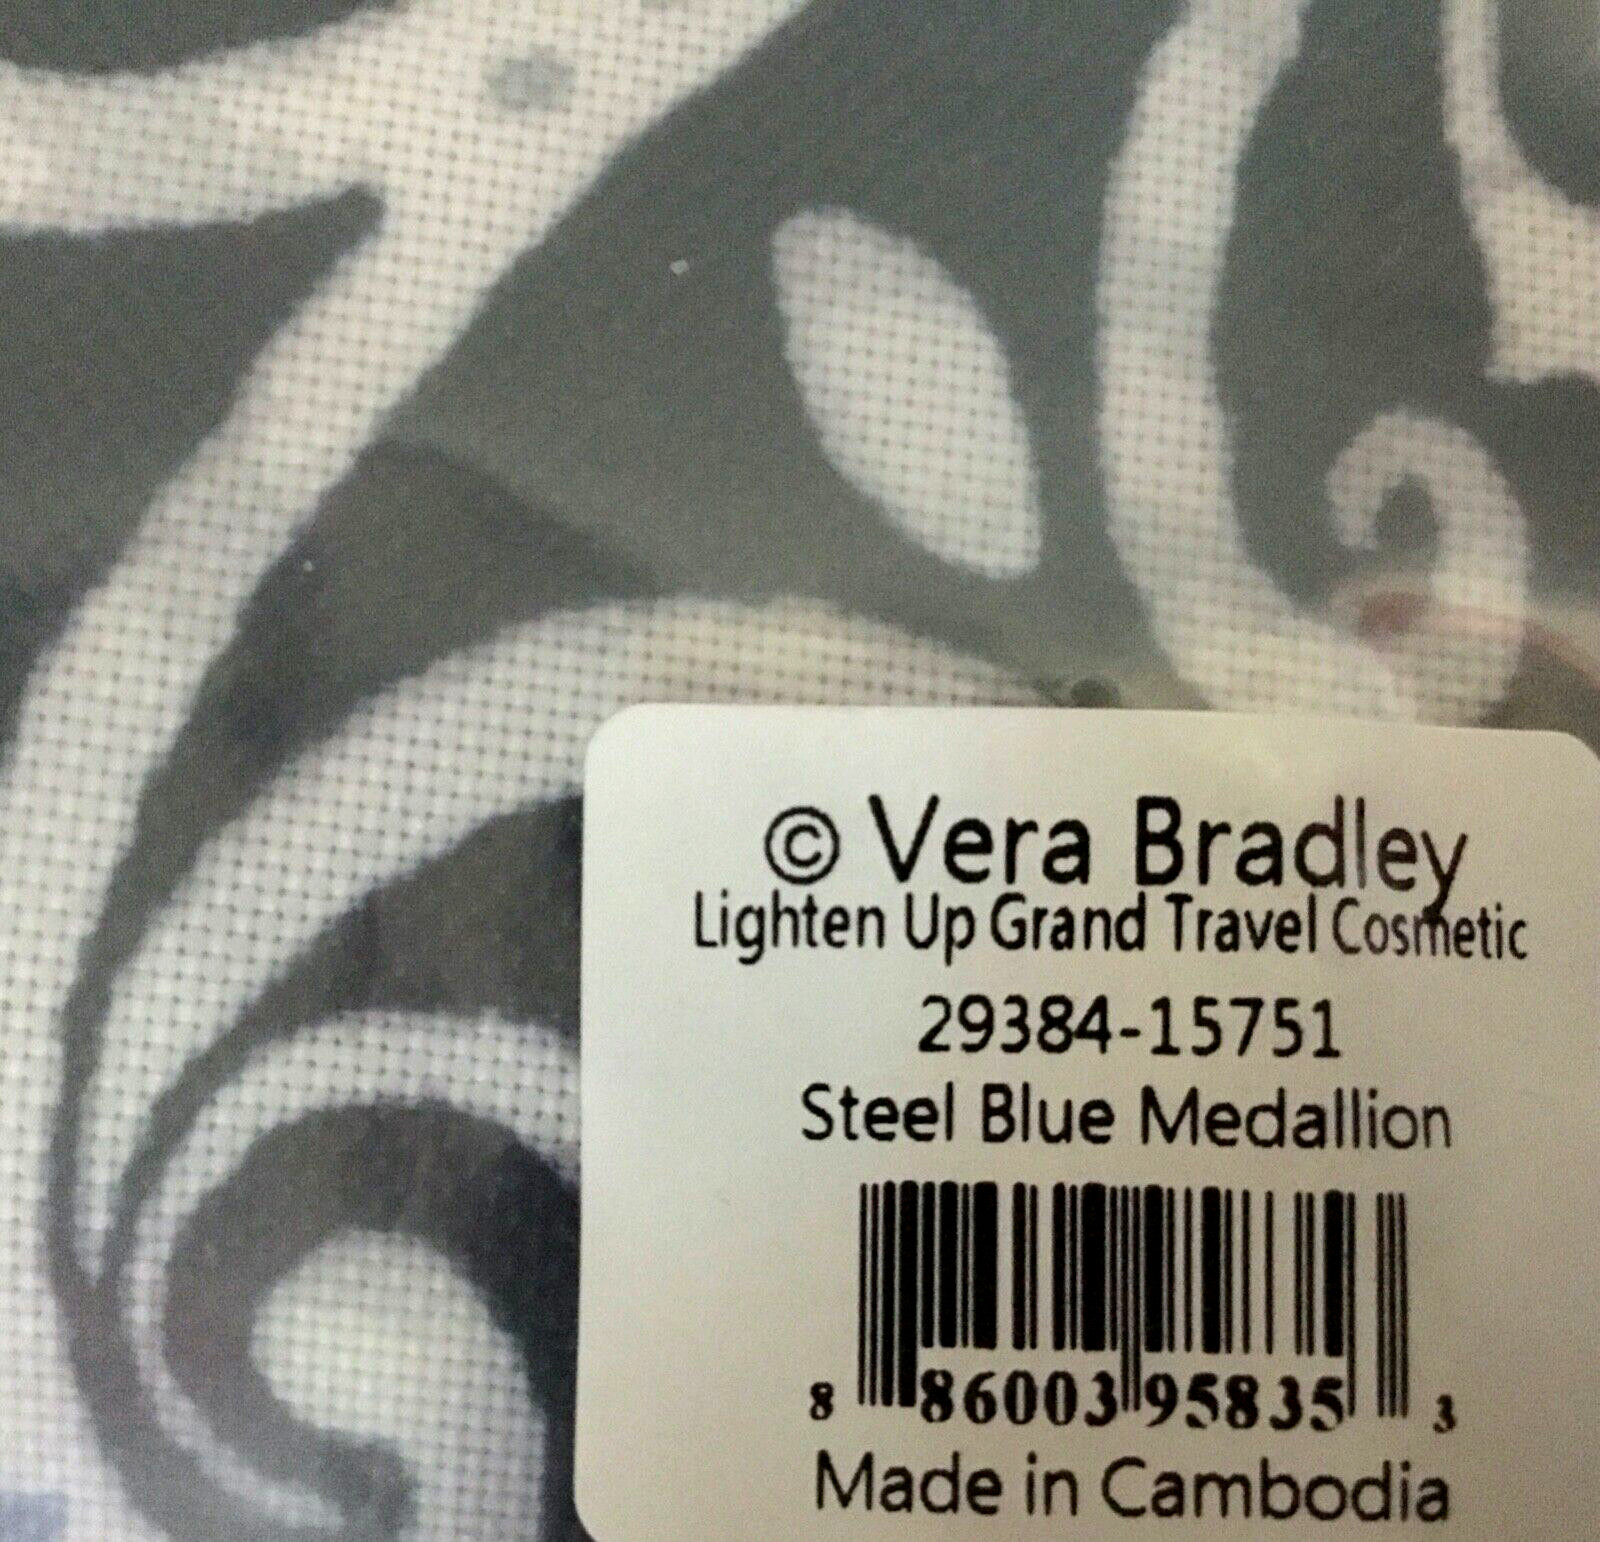 © Vera Bradley
Lighten Up Grand Travel Cosmetic
29384-15751
Steel Blue Medallion
8 86003 95835 3
Made in Cambodia